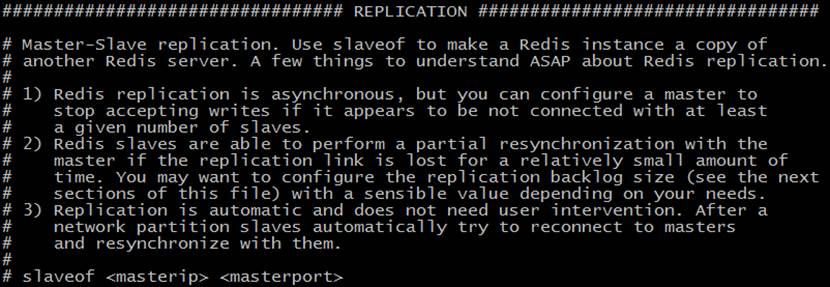 ################################# REPLICATION #################################
# Master-Slave replication. Use slaveof to make a Redis instance a copy of
# another Redis server. A few things to understand ASAP about Redis replication.
#
# 1) Redis replication is asynchronous, but you can configure a master to
#    stop accepting writes if it appears to be not connected with at least
#    a given number of slaves.
# 2) Redis slaves are able to perform a partial resynchronization with the
#    master if the replication link is lost for a relatively small amount of
#    time. You may want to configure the replication backlog size (see the next
#    sections of this file) with a sensible value depending on your needs.
# 3) Replication is automatic and does not need user intervention. After a
#    network partition slaves automatically try to reconnect to masters
#    and resynchronize with them.
#
# slaveof <masterip> <masterport>